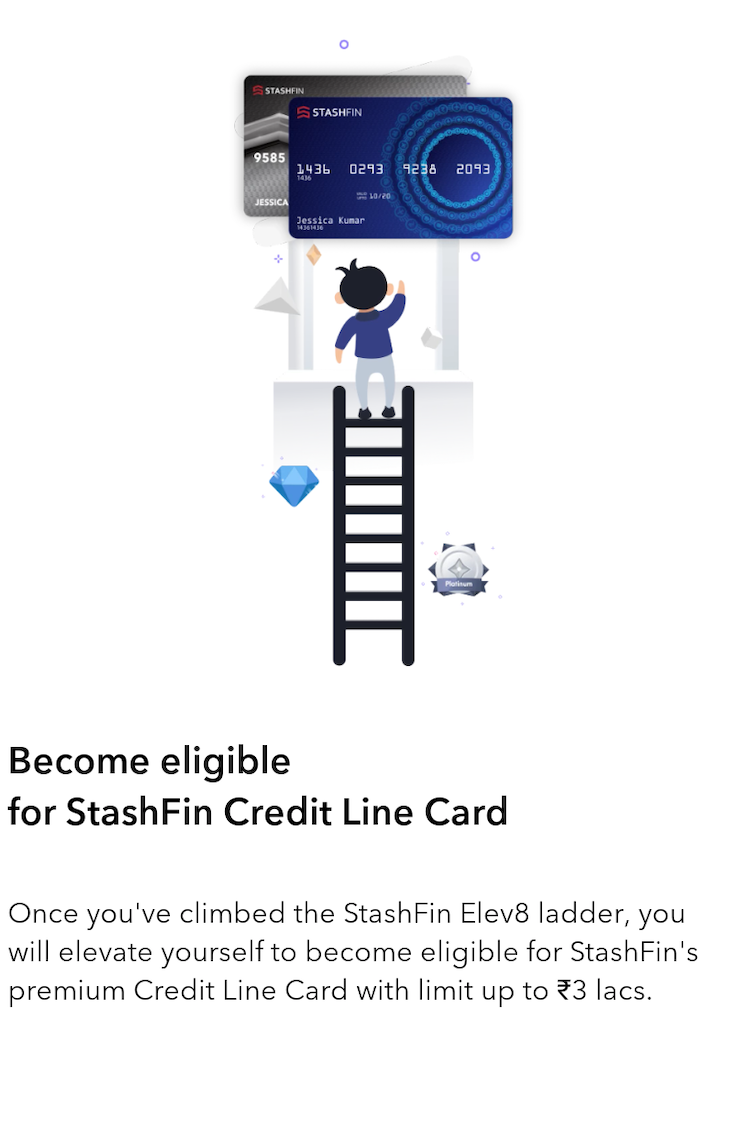 STASHFIN
STASHFIN
9585
1436 0293 9238 2093
1436
10/20
JESSICA
Jessica Kumar
14361436
Platinum
Become eligible
for StashFin Credit Line Card
Once you've climbed the StashFin Elev8 ladder, you
will elevate yourself to become eligible for StashFin's
premium Credit Line Card with limit up to ₹3 lacs.